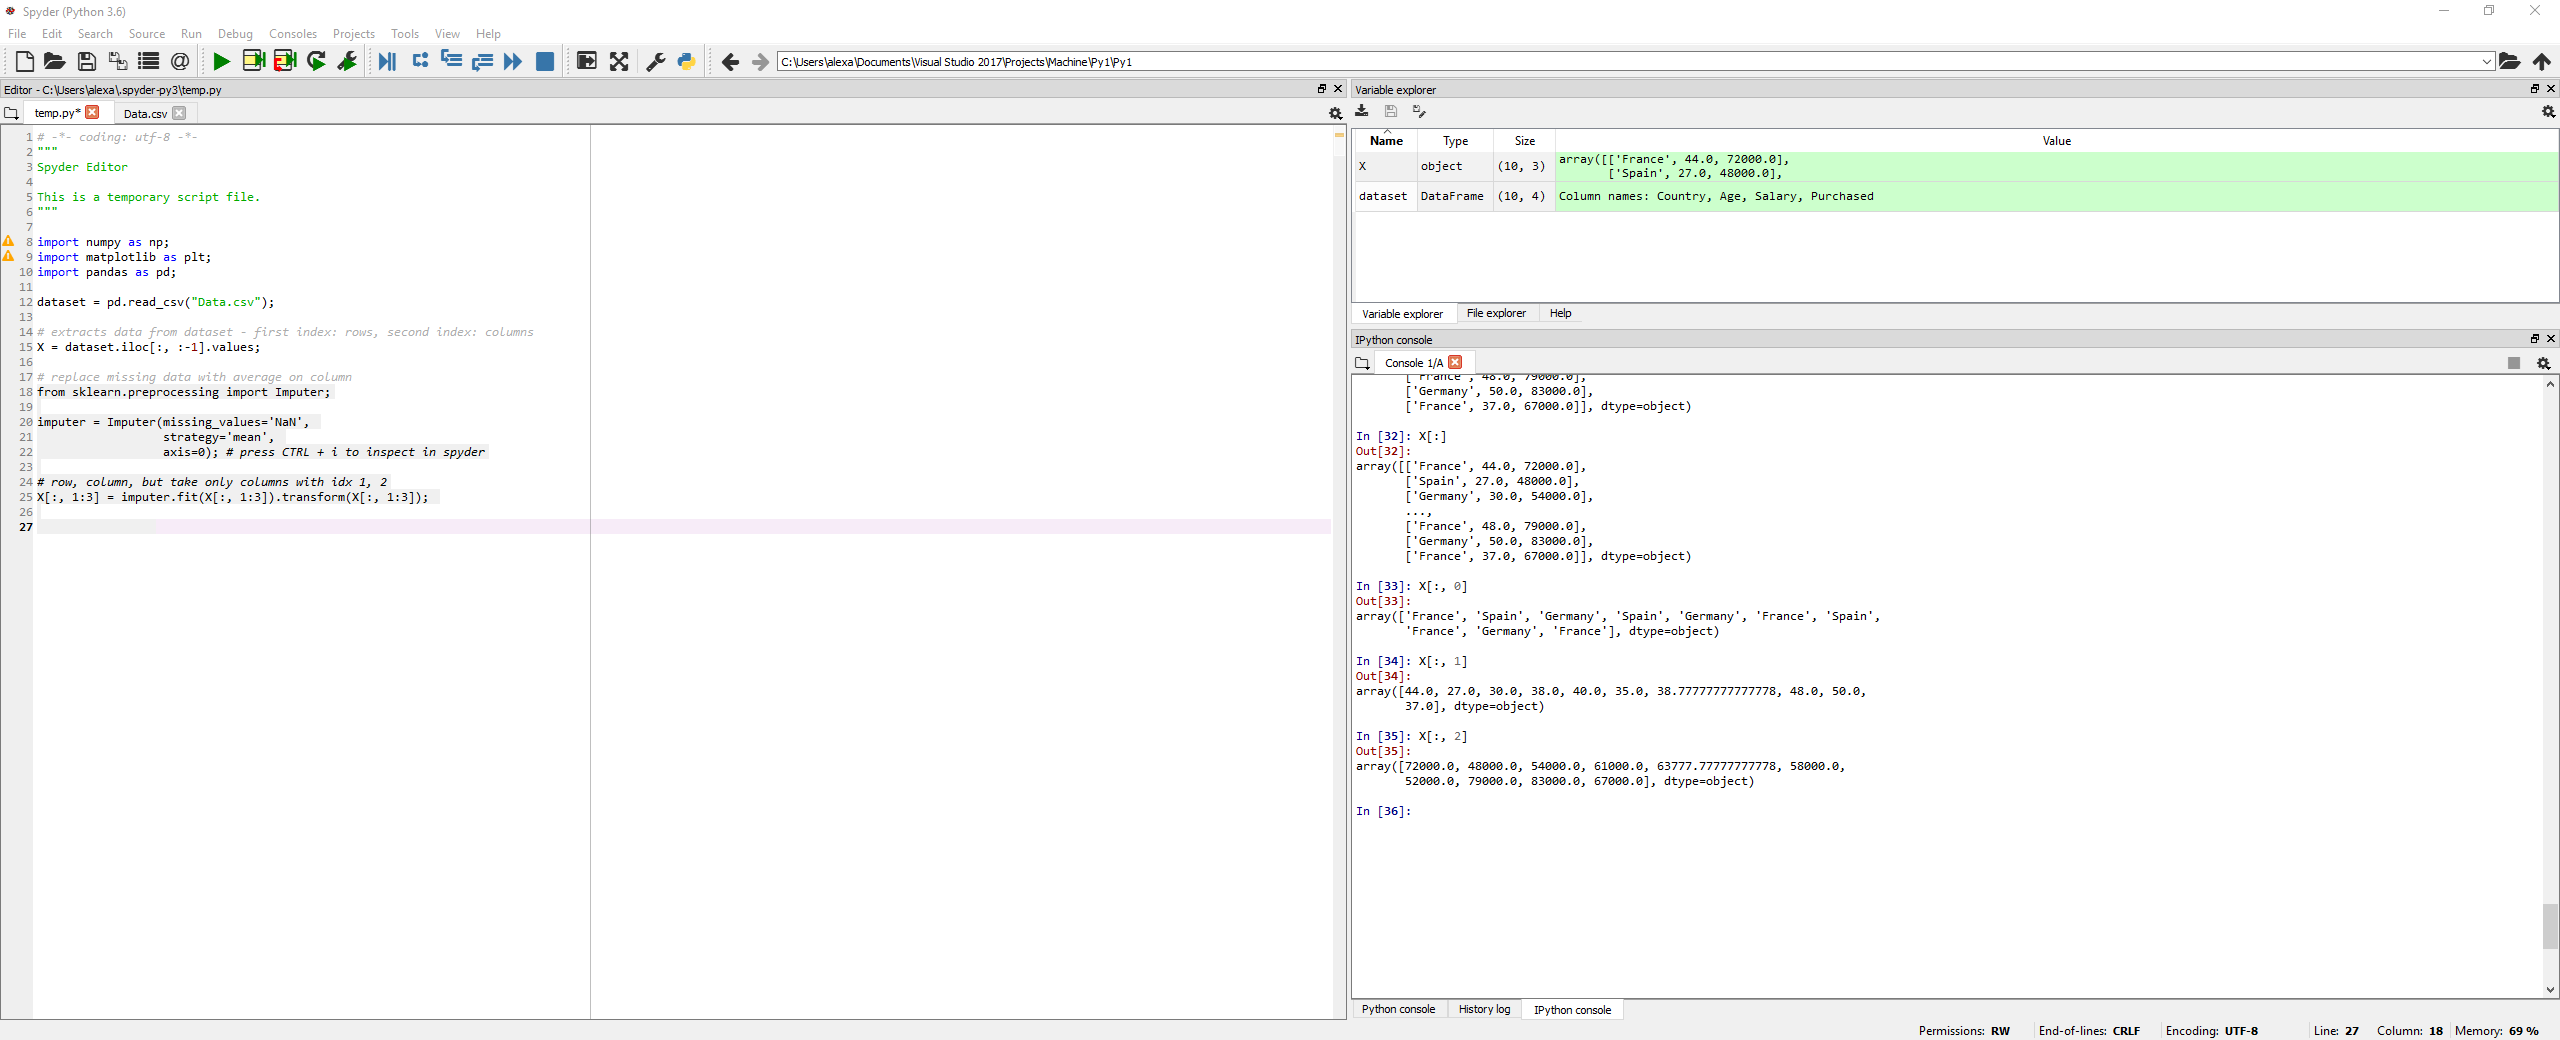 Spyder (Python 3.6)
File Edit Search Source Run Debug Consoles Projects Tools View Help
C:\Users\alexa\Documents\Visual Studio 2017\Projects\Machine\Py1\Py1
Editor - C:\Users\alexa\.spyder-py3\temp.py
temp.py* Data.csv
1 # -*- coding: utf-8 -*-
2 """
3 Spyder Editor
4
5 This is a temporary script file.
6 """
7
8 import numpy as np;
9 import matplotlib as plt;
10 import pandas as pd;
11
12 dataset = pd.read_csv("Data.csv");
13
14 # extracts data from dataset - first index: rows, second index: columns
15 X = dataset.iloc[:, :-1].values;
16
17 # replace missing data with average on column
18 from sklearn.preprocessing import Imputer;
19
20 imputer = Imputer(missing_values='NaN',
21 strategy='mean',
22 axis=0); # press CTRL + i to inspect in spyder
23
24 # row, column, but take only columns with idx 1, 2
25 X[:, 1:3] = imputer.fit(X[:, 1:3]).transform(X[:, 1:3]);
26
27
Variable explorer
Name Type Size Value
X object (10, 3) array([['France', 44.0, 72000.0],
['Spain', 27.0, 48000.0],
dataset DataFrame (10, 4) Column names: Country, Age, Salary, Purchased
Variable explorer File explorer Help
IPython console
Console 1/A
['France', 48.0, 79000.0],
['Germany', 50.0, 83000.0],
['France', 37.0, 67000.0]], dtype=object)
In [32]: X[:]
Out[32]:
array([['France', 44.0, 72000.0],
['Spain', 27.0, 48000.0],
['Germany', 30.0, 54000.0],
...,
['France', 48.0, 79000.0],
['Germany', 50.0, 83000.0],
['France', 37.0, 67000.0]], dtype=object)
In [33]: X[:, 0]
Out[33]:
array(['France', 'Spain', 'Germany', 'Spain', 'Germany', 'France', 'Spain',
'France', 'Germany', 'France'], dtype=object)
In [34]: X[:, 1]
Out[34]:
array([44.0, 27.0, 30.0, 38.0, 40.0, 35.0, 38.77777777777778, 48.0, 50.0,
37.0], dtype=object)
In [35]: X[:, 2]
Out[35]:
array([72000.0, 48000.0, 54000.0, 61000.0, 63777.77777777778, 58000.0,
52000.0, 79000.0, 83000.0, 67000.0], dtype=object)
In [36]:
Python console History log IPython console
Permissions: RW End-of-lines: CRLF Encoding: UTF-8 Line: 27 Column: 18 Memory: 69 %